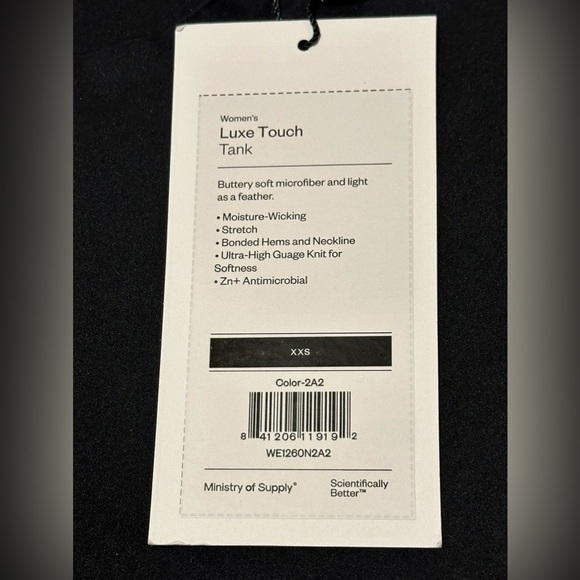 Women's
Luxe Touch
Tank
Buttery soft microfiber and light
as a feather.
• Moisture-Wicking
• Stretch
• Bonded Hems and Neckline
• Ultra-High Guage Knit for
Softness
• Zn+ Antimicrobial
XXS
Color-2A2
8 41206 11919 2
WE1260N2A2
Ministry of Supply®
Scientifically
Better™